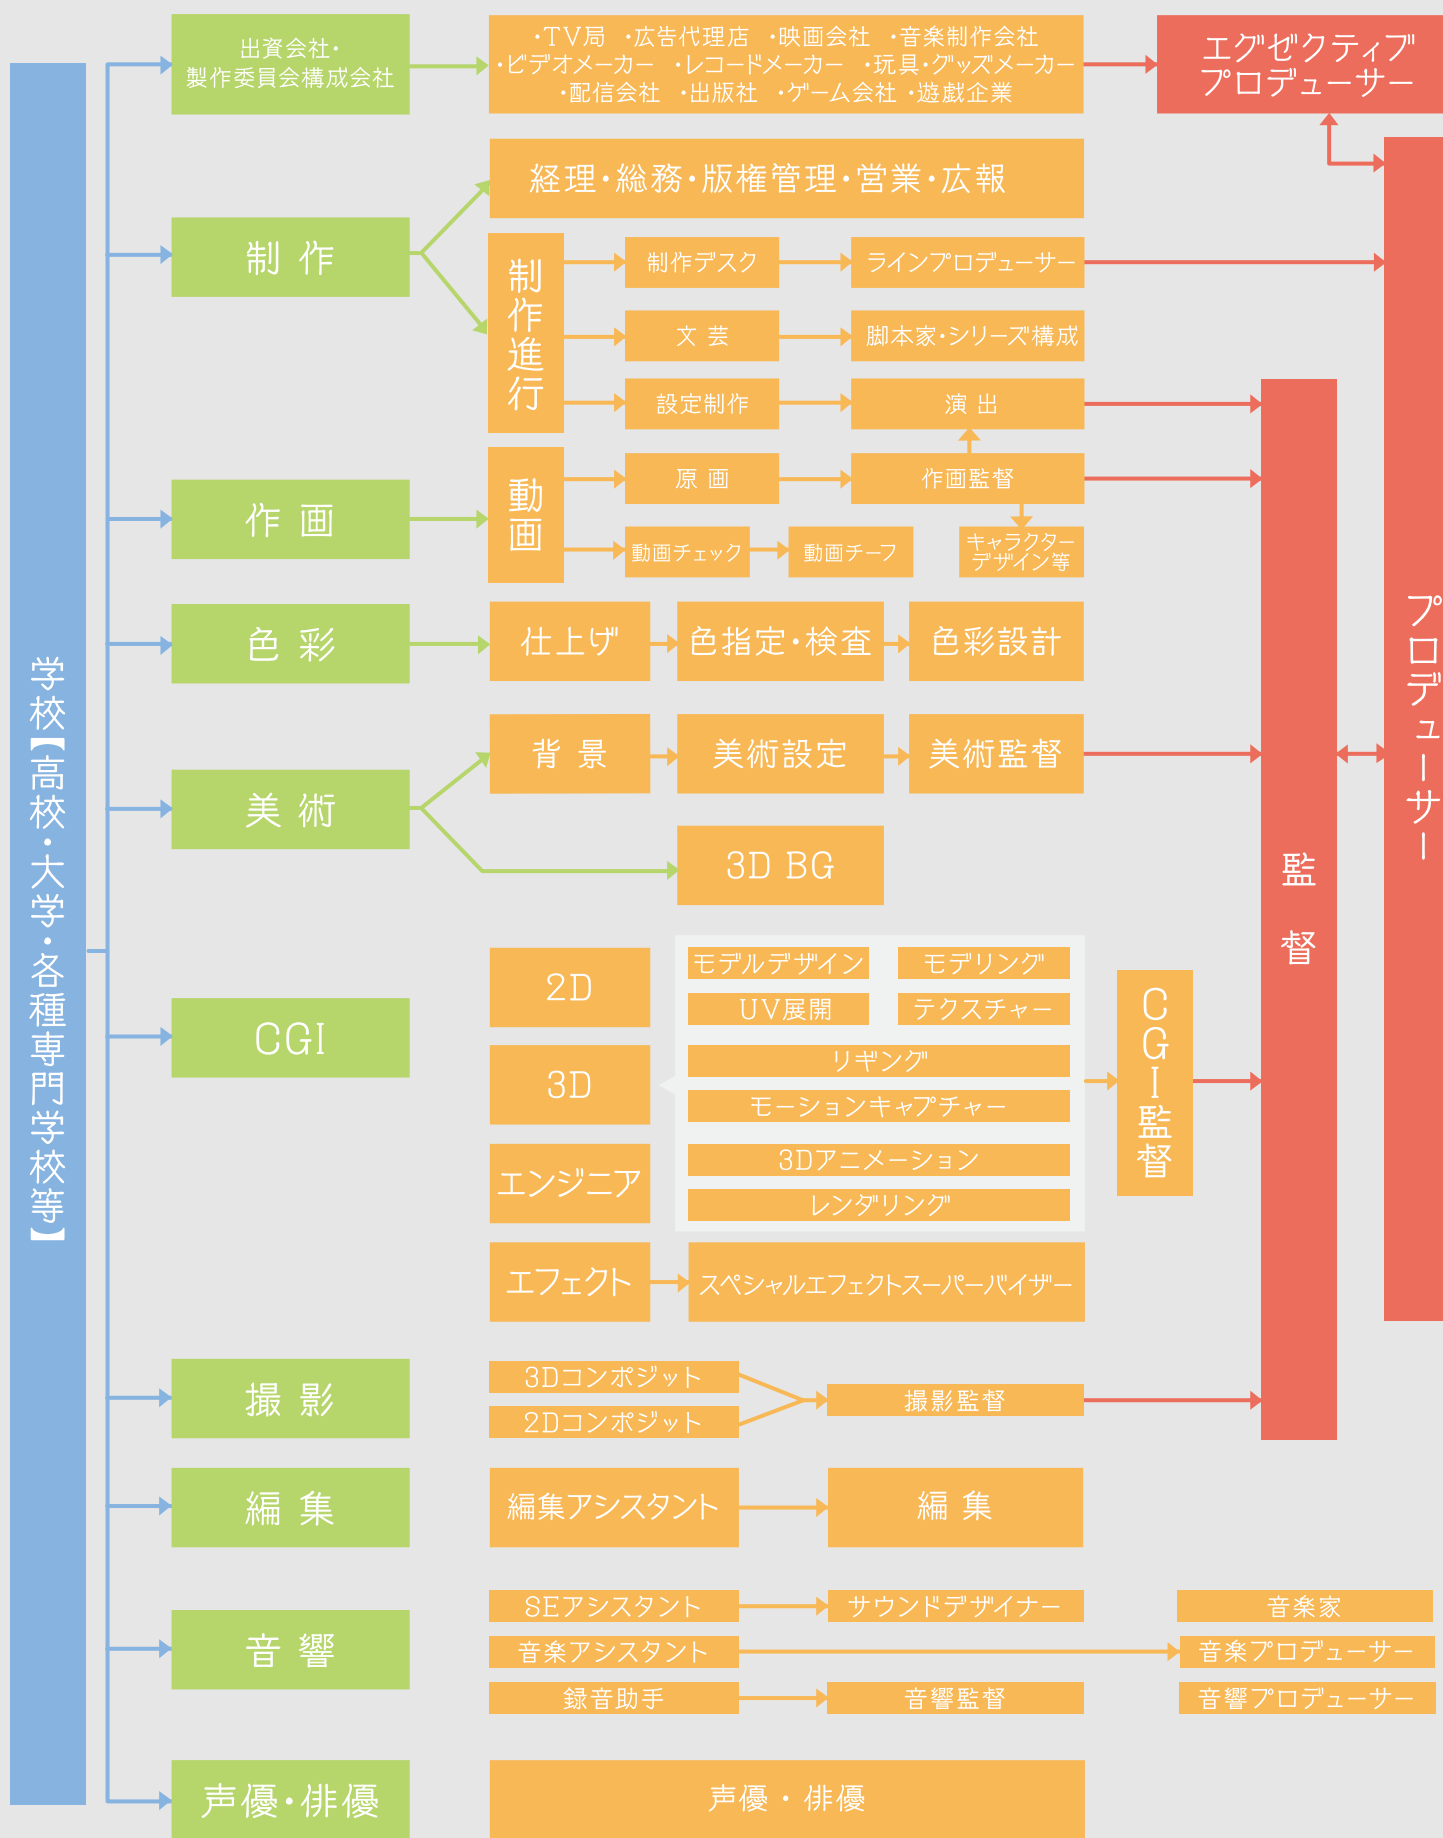 学校【高校・大学・各種専門学校等】
出資会社・
製作委員会構成会社
・TV局 ・広告代理店 ・映画会社 ・音楽制作会社
・ビデオメーカー ・レコードメーカー ・玩具・グッズメーカー
・配信会社 ・出版社 ・ゲーム会社 ・遊戯企業
エグゼクティブ
プロデューサー
制作
経理・総務・版権管理・営業・広報
制作進行
制作デスク
ラインプロデューサー
文芸
脚本家・シリーズ構成
設定制作
演出
作画
動画
原画
作画監督
動画チェック
動画チーフ
キャラクター
デザイン等
色彩
仕上げ
色指定・検査
色彩設計
美術
背景
美術設定
美術監督
3D BG
CGI
2D
3D
エンジニア
モデルデザイン
モデリング
UV展開
テクスチャー
リギング
モーションキャプチャー
3Dアニメーション
レンダリング
CGI監督
エフェクト
スペシャルエフェクトスーパーバイザー
撮影
3Dコンポジット
2Dコンポジット
撮影監督
編集
編集アシスタント
編集
音響
SEアシスタント
サウンドデザイナー
音楽家
音楽アシスタント
音楽プロデューサー
録音助手
音響監督
音響プロデューサー
声優・俳優
声優・俳優
監督
プロデューサー